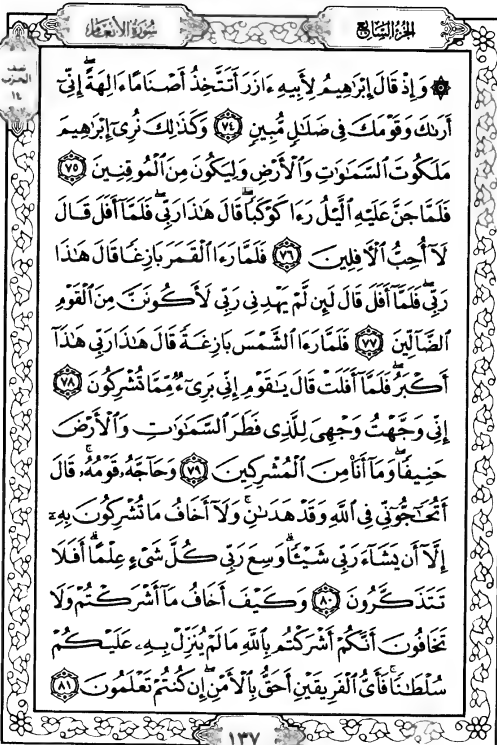 الجزء السابع
سورة الأنعام
نصف
الحزب
١٤
۞ وَإِذْ قَالَ إِبْرَٰهِيمُ لِأَبِيهِ ءَازَرَ أَتَتَّخِذُ أَصْنَامًا ءَالِهَةً ۖ إِنِّىٓ
أَرَىٰكَ وَقَوْمَكَ فِى ضَلَٰلٍ مُّبِينٍ ٧٤ وَكَذَٰلِكَ نُرِىٓ إِبْرَٰهِيمَ
مَلَكُوتَ ٱلسَّمَٰوَٰتِ وَٱلْأَرْضِ وَلِيَكُونَ مِنَ ٱلْمُوقِنِينَ ٧٥
فَلَمَّا جَنَّ عَلَيْهِ ٱلَّيْلُ رَءَا كَوْكَبًا ۖ قَالَ هَٰذَا رَبِّى ۖ فَلَمَّآ أَفَلَ قَالَ
لَآ أُحِبُّ ٱلْءَافِلِينَ ٧٦ فَلَمَّا رَءَا ٱلْقَمَرَ بَازِغًا قَالَ هَٰذَا
رَبِّى ۖ فَلَمَّآ أَفَلَ قَالَ لَئِن لَّمْ يَهْدِنِى رَبِّى لَأَكُونَنَّ مِنَ ٱلْقَوْمِ
ٱلضَّآلِّينَ ٧٧ فَلَمَّا رَءَا ٱلشَّمْسَ بَازِغَةً قَالَ هَٰذَا رَبِّى هَٰذَآ
أَكْبَرُ ۖ فَلَمَّآ أَفَلَتْ قَالَ يَٰقَوْمِ إِنِّى بَرِىٓءٌ مِّمَّا تُشْرِكُونَ ٧٨
إِنِّى وَجَّهْتُ وَجْهِىَ لِلَّذِى فَطَرَ ٱلسَّمَٰوَٰتِ وَٱلْأَرْضَ
حَنِيفًا ۖ وَمَآ أَنَا۠ مِنَ ٱلْمُشْرِكِينَ ٧٩ وَحَآجَّهُۥ قَوْمُهُۥ ۚ قَالَ
أَتُحَٰٓجُّوٓنِّى فِى ٱللَّهِ وَقَدْ هَدَىٰنِ ۚ وَلَآ أَخَافُ مَا تُشْرِكُونَ بِهِۦٓ
إِلَّآ أَن يَشَآءَ رَبِّى شَيْـًٔا ۗ وَسِعَ رَبِّى كُلَّ شَىْءٍ عِلْمًا ۗ أَفَلَا
تَتَذَكَّرُونَ ٨٠ وَكَيْفَ أَخَافُ مَآ أَشْرَكْتُمْ وَلَا
تَخَافُونَ أَنَّكُمْ أَشْرَكْتُم بِٱللَّهِ مَا لَمْ يُنَزِّلْ بِهِۦ عَلَيْكُمْ
سُلْطَٰنًا ۚ فَأَىُّ ٱلْفَرِيقَيْنِ أَحَقُّ بِٱلْأَمْنِ ۖ إِن كُنتُمْ تَعْلَمُونَ ٨١
١٣٧